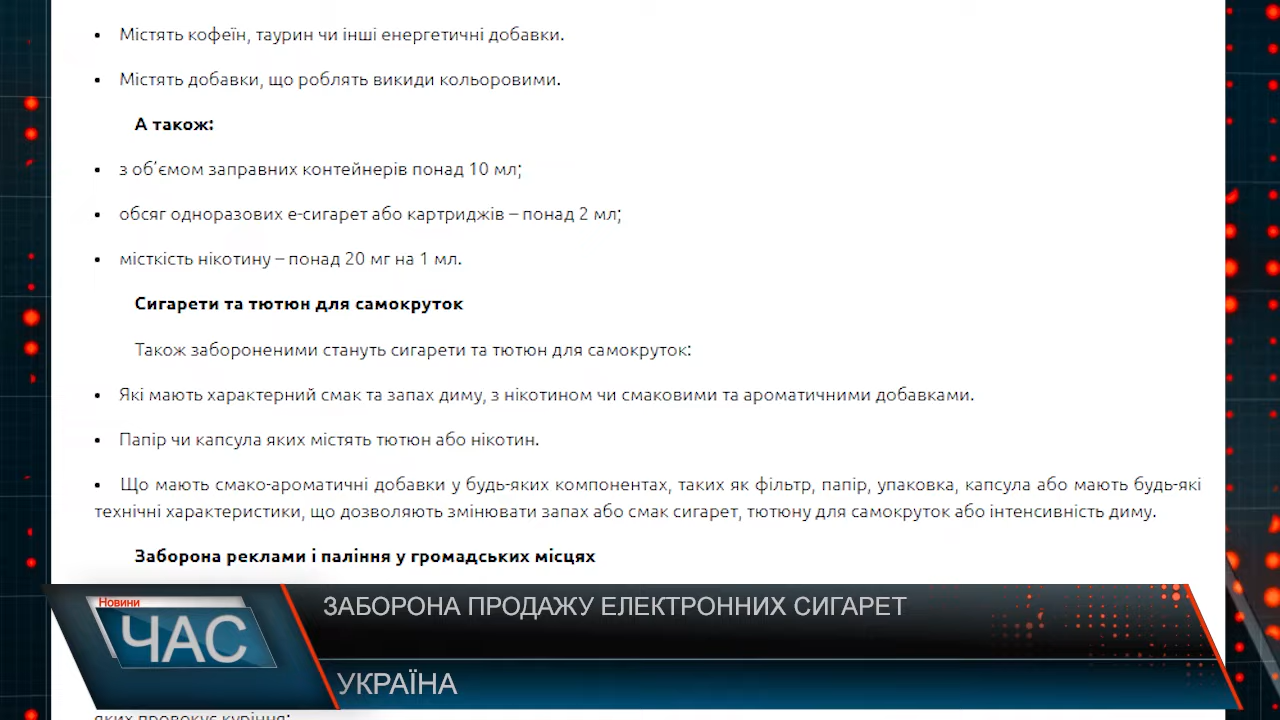 • Містять кофеїн, таурин чи інші енергетичні добавки.
• Містять добавки, що роблять викиди кольоровими.
А також:
• з об’ємом заправних контейнерів понад 10 мл;
• обсяг одноразових е-сигарет або картриджів – понад 2 мл;
• місткість нікотину – понад 20 мг на 1 мл.
Сигарети та тютюн для самокруток
Також забороненими стануть сигарети та тютюн для самокруток:
• Які мають характерний смак та запах диму, з нікотином чи смаковими та ароматичними добавками.
• Папір чи капсула яких містять тютюн або нікотин.
• Що мають смако-ароматичні добавки у будь-яких компонентах, таких як фільтр, папір, упаковка, капсула або мають будь-які
технічні характеристики, що дозволяють змінювати запах або смак сигарет, тютюну для самокруток або інтенсивність диму.
Заборона реклами і паління у громадських місцях
Новини
ЧАС
ЗАБОРОНА ПРОДАЖУ ЕЛЕКТРОННИХ СИГАРЕТ
УКРАЇНА
яких провокує куріння;